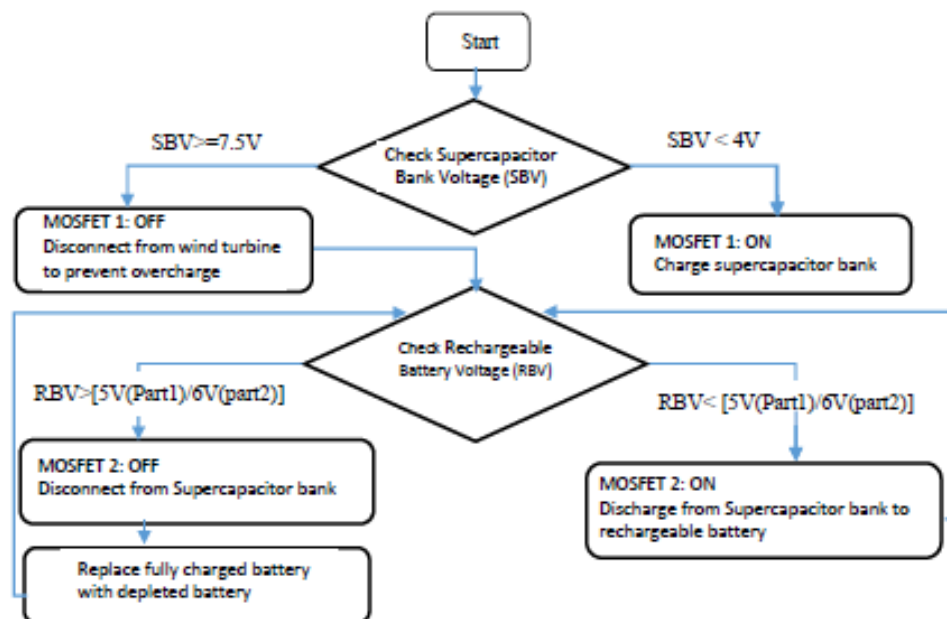 Start
SBV>=7.5V
SBV < 4V
Check Supercapacitor
Bank Voltage (SBV)
MOSFET 1: OFF
Disconnect from wind turbine
to prevent overcharge
MOSFET 1: ON
Charge supercapacitor bank
Check Rechargeable
Battery Voltage (RBV)
RBV>[5V(Part1)/6V(part2)]
RBV< [5V(Part1)/6V(part2)]
MOSFET 2: OFF
Disconnect from Supercapacitor bank
MOSFET 2: ON
Discharge from Supercapacitor bank to
rechargeable battery
Replace fully charged battery
with depleted battery